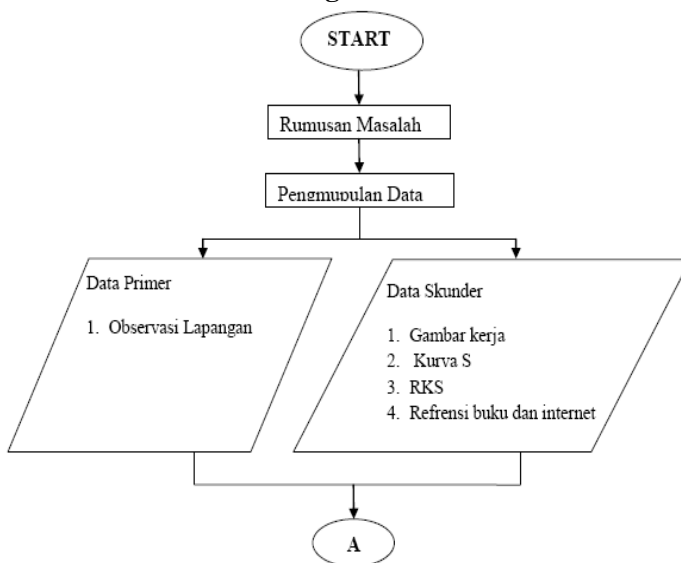 START
Rumusan Masalah
Pengmupulan Data
Data Primer
1. Observasi Lapangan
Data Skunder
1. Gambar kerja
2. Kurva S
3. RKS
4. Refrensi buku dan internet
A